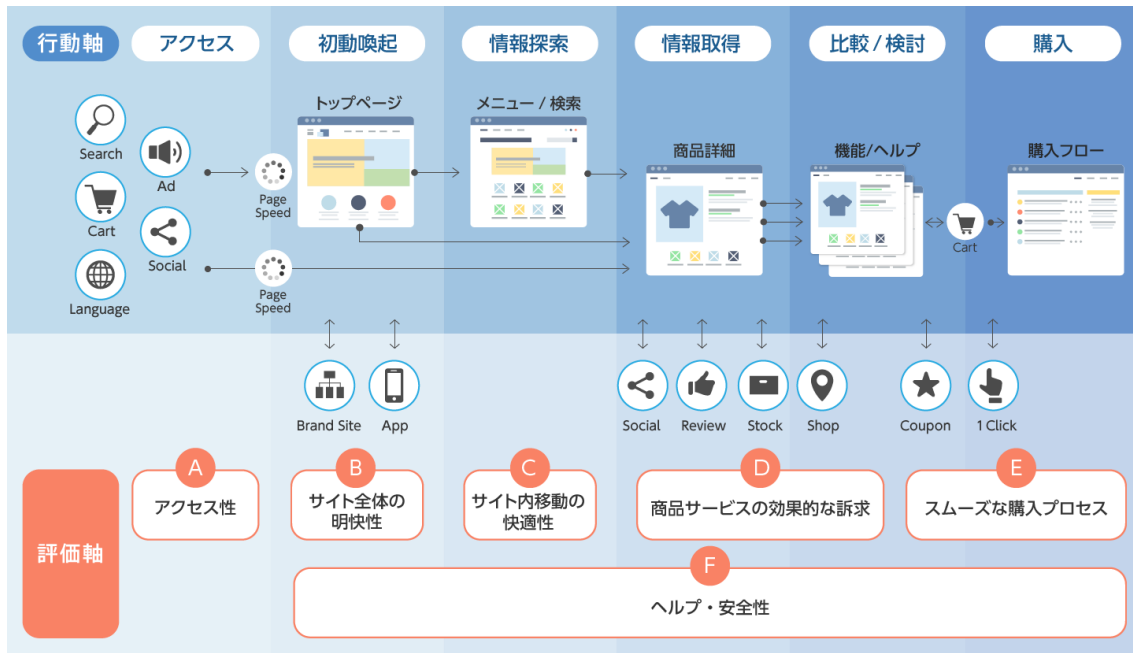 行動軸
アクセス
初動喚起
情報探索
情報取得
比較 / 検討
購入
トップページ
メニュー / 検索
商品詳細
機能/ヘルプ
購入フロー
Search
Ad
Cart
Social
Language
Page
Speed
Page
Speed
Cart
Brand Site
App
Social
Review
Stock
Shop
Coupon
1 Click
評価軸
A
アクセス性
B
サイト全体の
明快性
C
サイト内移動の
快適性
D
商品サービスの効果的な訴求
E
スムーズな購入プロセス
F
ヘルプ・安全性